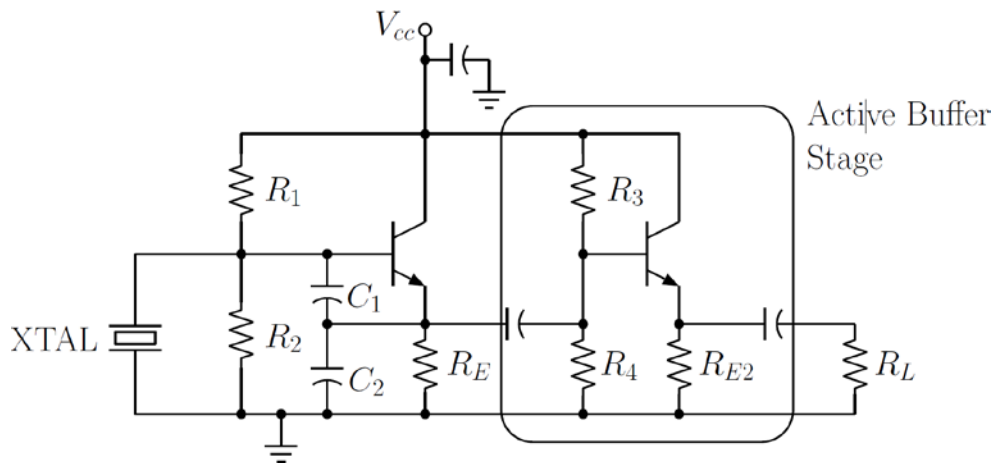 Vcc
Active Buffer
Stage
R1
R3
C1
XTAL
R2
C2
RE
R4
RE2
RL